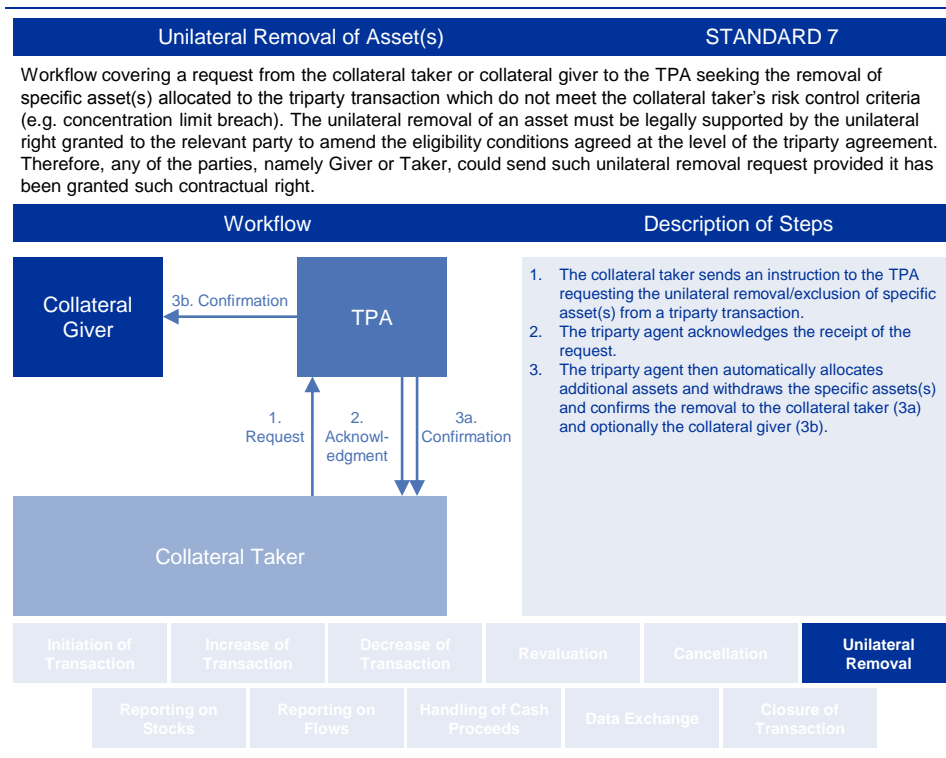 Unilateral Removal of Asset(s)
STANDARD 7
Workflow covering a request from the collateral taker or collateral giver to the TPA seeking the removal of
specific asset(s) allocated to the triparty transaction which do not meet the collateral taker's risk control criteria
(e.g. concentration limit breach). The unilateral removal of an asset must be legally supported by the unilateral
right granted to the relevant party to amend the eligibility conditions agreed at the level of the triparty agreement.
Therefore, any of the parties, namely Giver or Taker, could send such unilateral removal request provided it has
been granted such contractual right.
Workflow
Description of Steps
Collateral
Giver
3b. Confirmation
TPA
1.
Request
2.
Acknowl-
edgment
3a.
Confirmation
Collateral Taker
1. The collateral taker sends an instruction to the TPA
requesting the unilateral removal/exclusion of specific
asset(s) from a triparty transaction.
2. The triparty agent acknowledges the receipt of the
request.
3. The triparty agent then automatically allocates
additional assets and withdraws the specific assets(s)
and confirms the removal to the collateral taker (3a)
and optionally the collateral giver (3b).
Initiation of
Transaction
Increase of
Transaction
Decrease of
Transaction
Revaluation
Cancellation
Unilateral
Removal
Reporting on
Stocks
Reporting on
Flows
Handling of Cash
Proceeds
Data Exchange
Closure of
Transaction